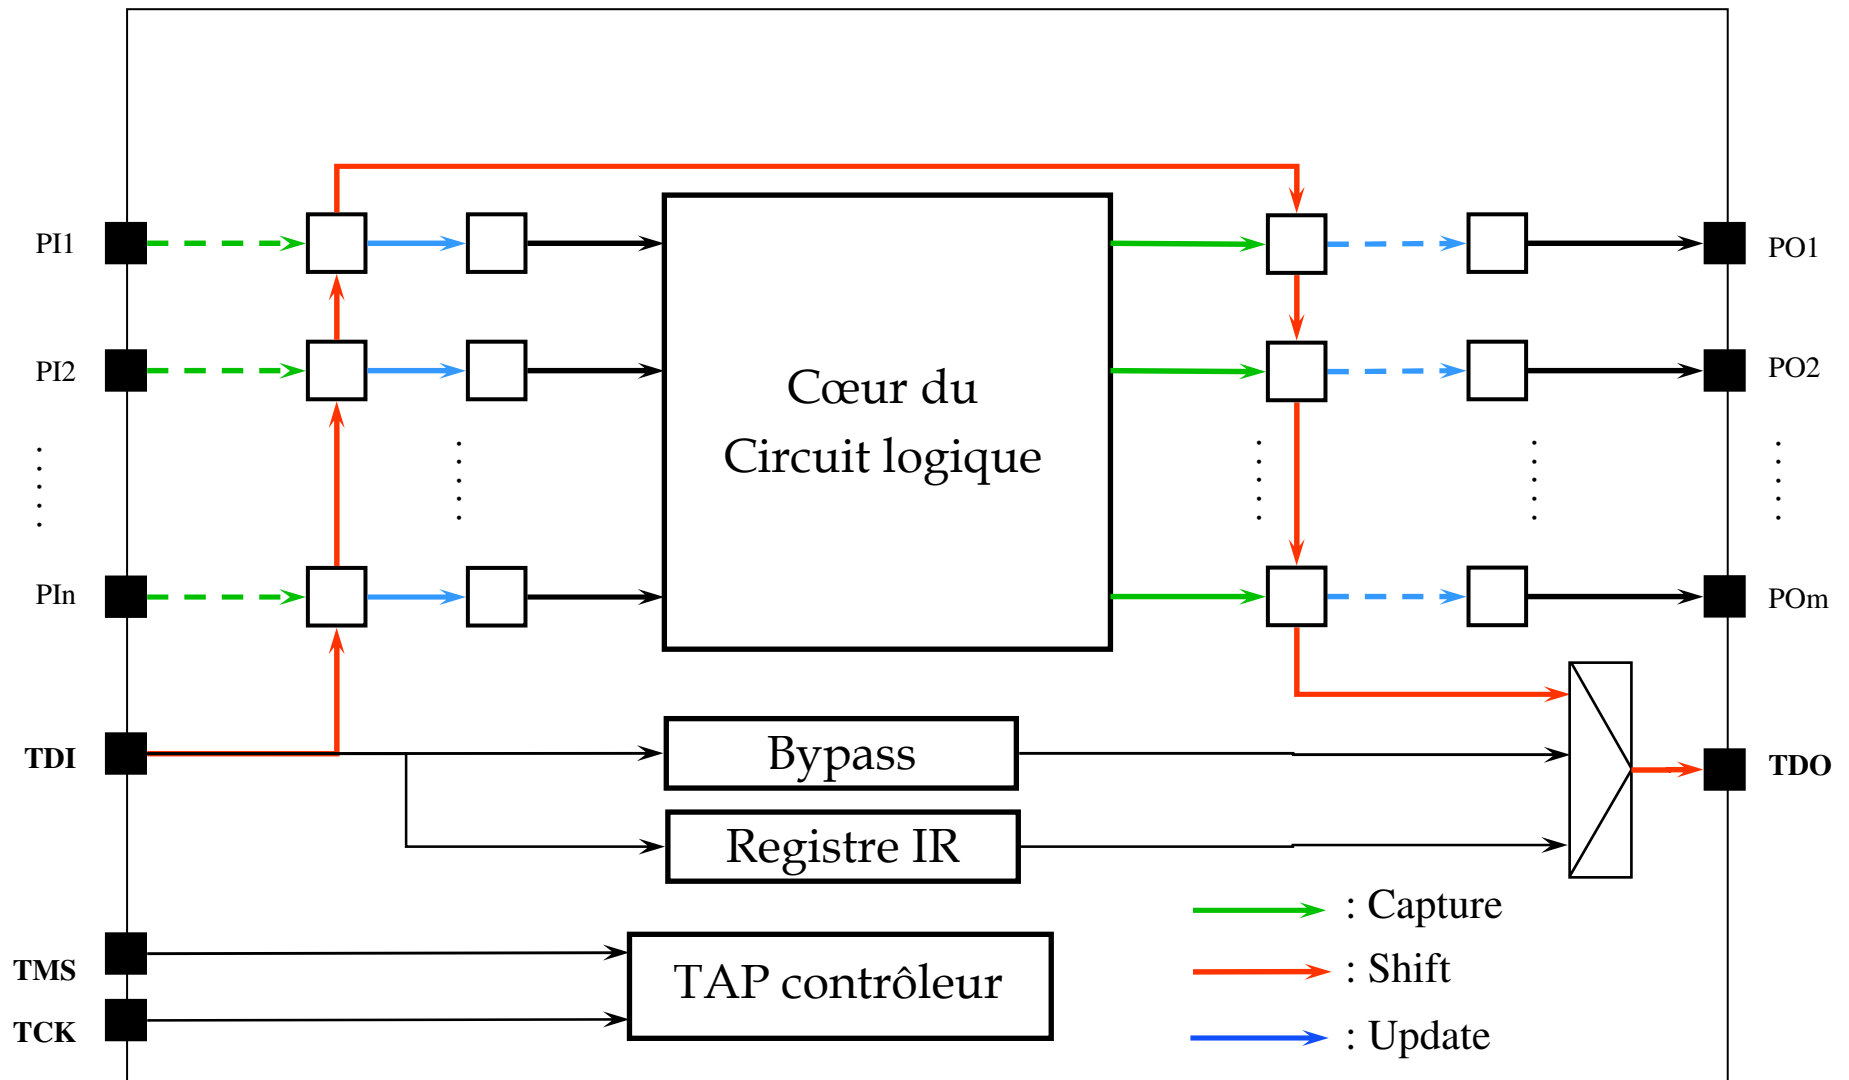 PI1
PO1
PI2
PO2
Cœur du
Circuit logique
PIn
POm
TDI
Bypass
TDO
Registre IR
: Capture
TMS
TAP contrôleur
: Shift
TCK
: Update